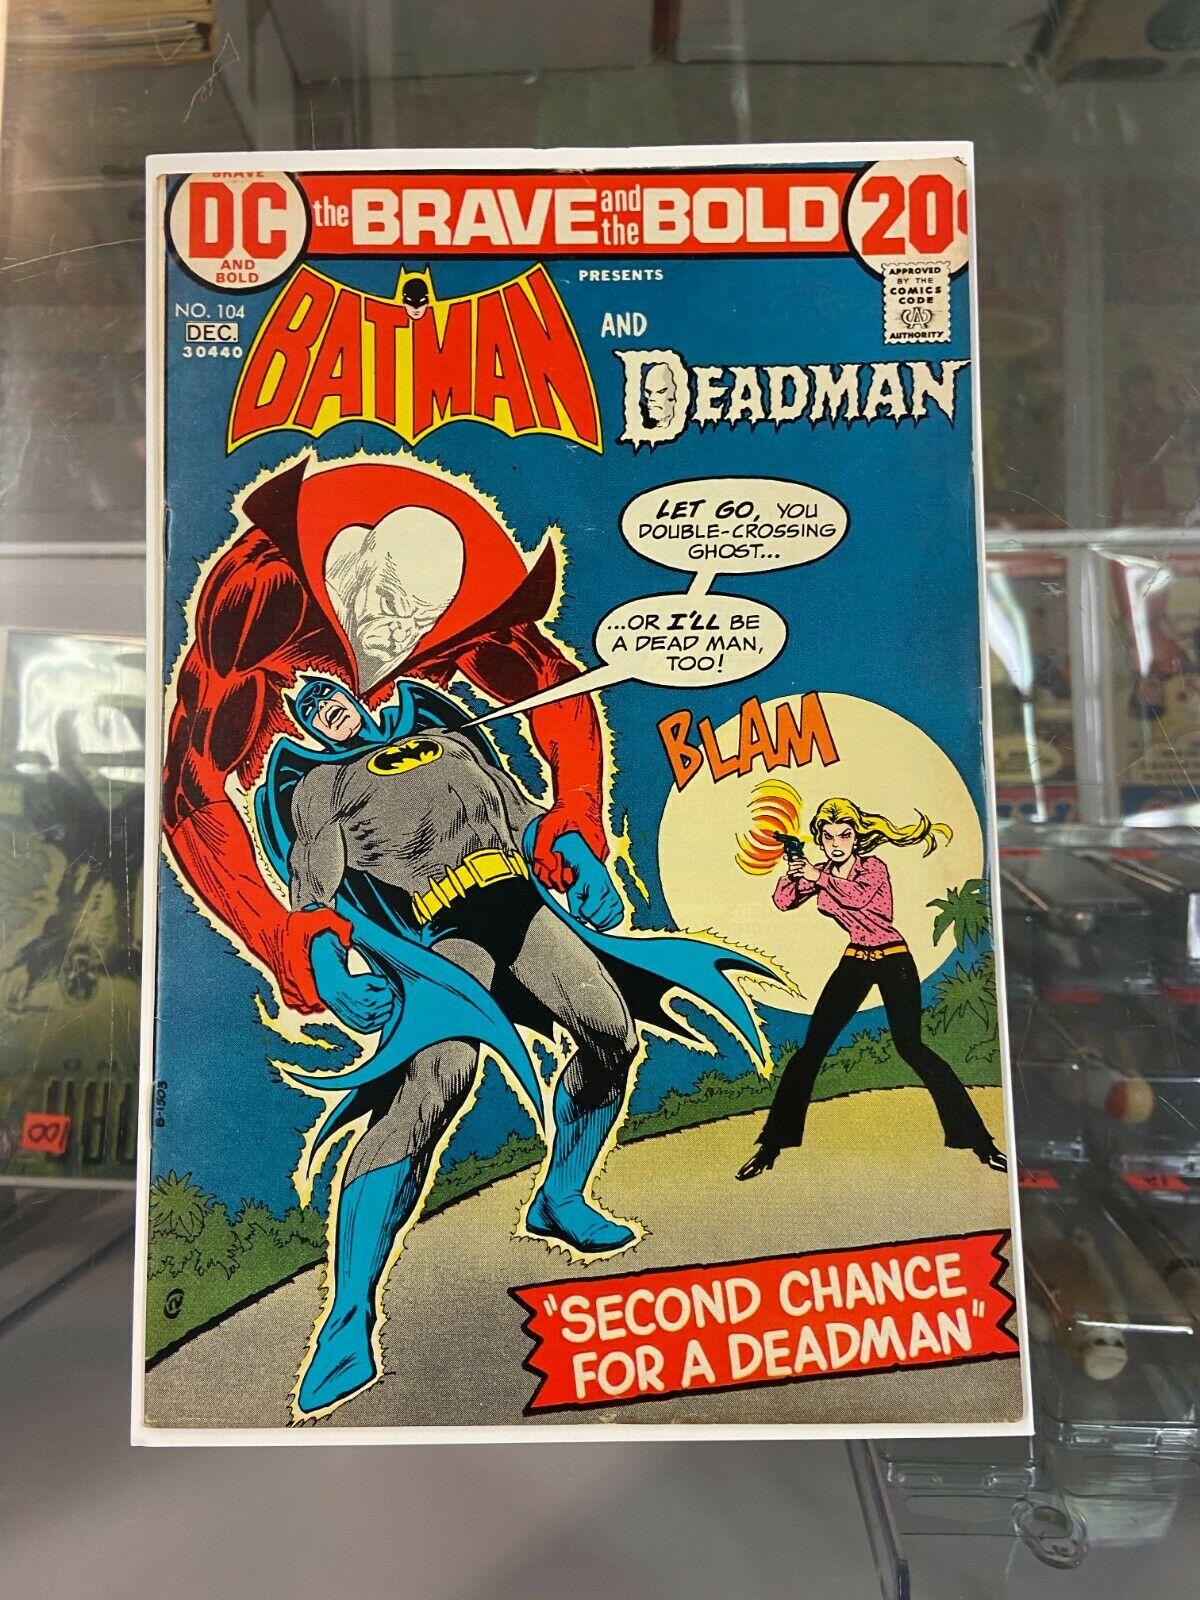 BRAVE
DC
AND
BOLD
the BRAVE and the BOLD
20¢
APPROVED
BY THE
COMICS
CODE
CA
AUTHORITY
PRESENTS
NO. 104
DEC.
30440
BATMAN
AND
DEADMAN
LET GO, YOU
DOUBLE-CROSSING
GHOST...
...OR I'LL BE
A DEAD MAN,
TOO!
BLAM
B-1503
"SECOND CHANCE
FOR A DEADMAN"